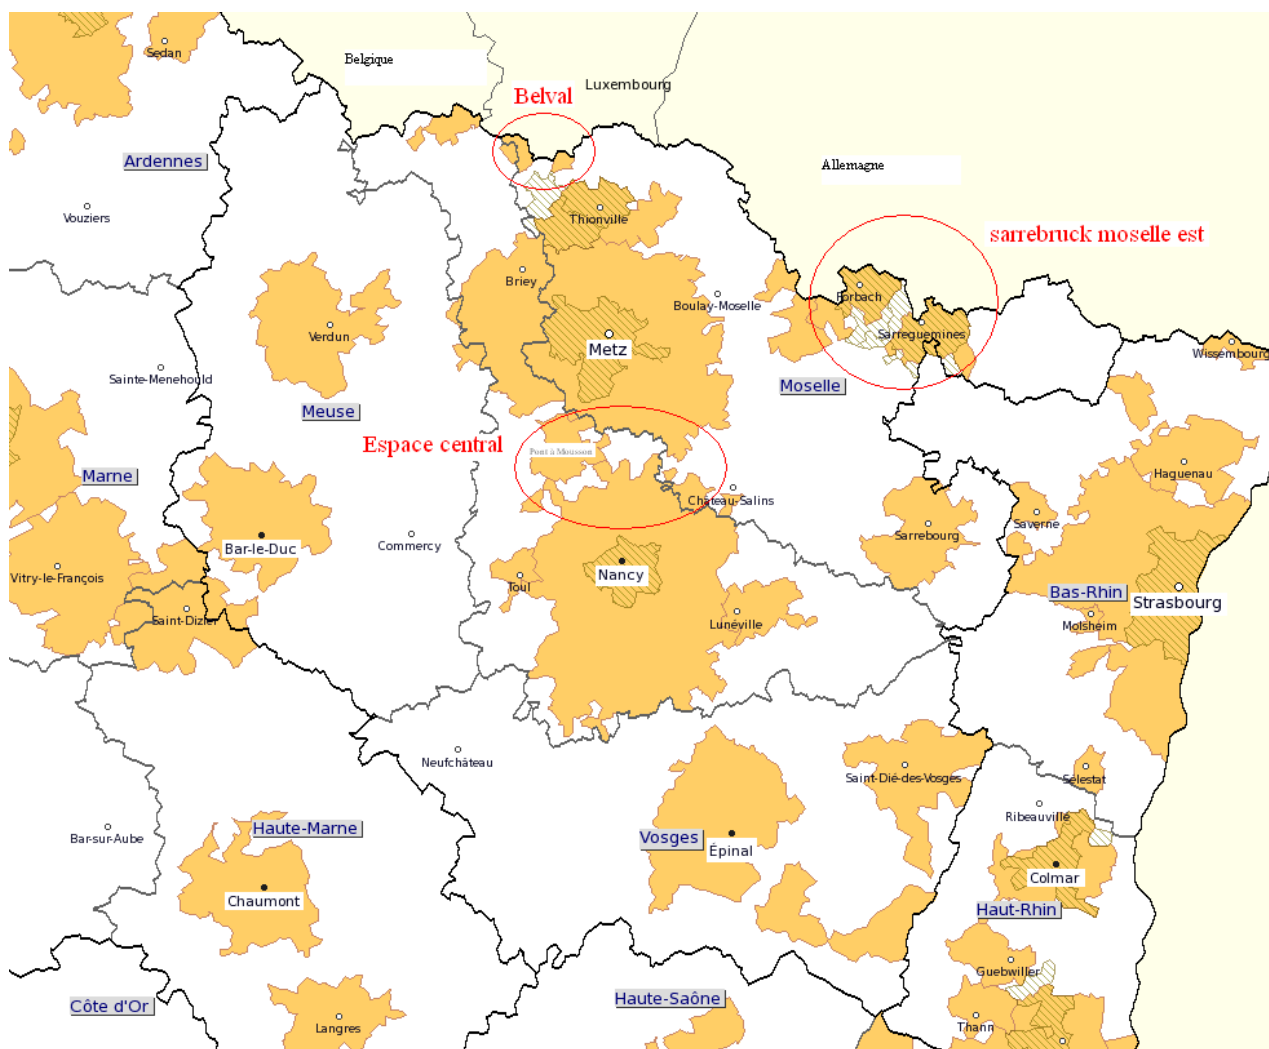 Sedan
Belgique
Luxembourg
Belval
Ardennes
Allemagne
Vouziers
Thionville
sarrebruck moselle est
Briey
Forbach
Boulay-Moselle
Verdun
Sarreguemines
Metz
Wissembourg
Sainte-Menehould
Moselle
Meuse
Espace central
Pont à Mousson
Marne
Haguenau
Château-Salins
Saverne
Sarrebourg
Commercy
Bar-le-Duc
Vitry-le-François
Nancy
Toul
Bas-Rhin
Strasbourg
Saint-Dizier
Lunéville
Molsheim
Neufchâteau
Saint-Dié-des-Vosges
Sélestat
Ribeauvillé
Haute-Marne
Bar-sur-Aube
Vosges
Épinal
Colmar
Chaumont
Haut-Rhin
Guebwiller
Côte d'Or
Haute-Saône
Langres
Thann